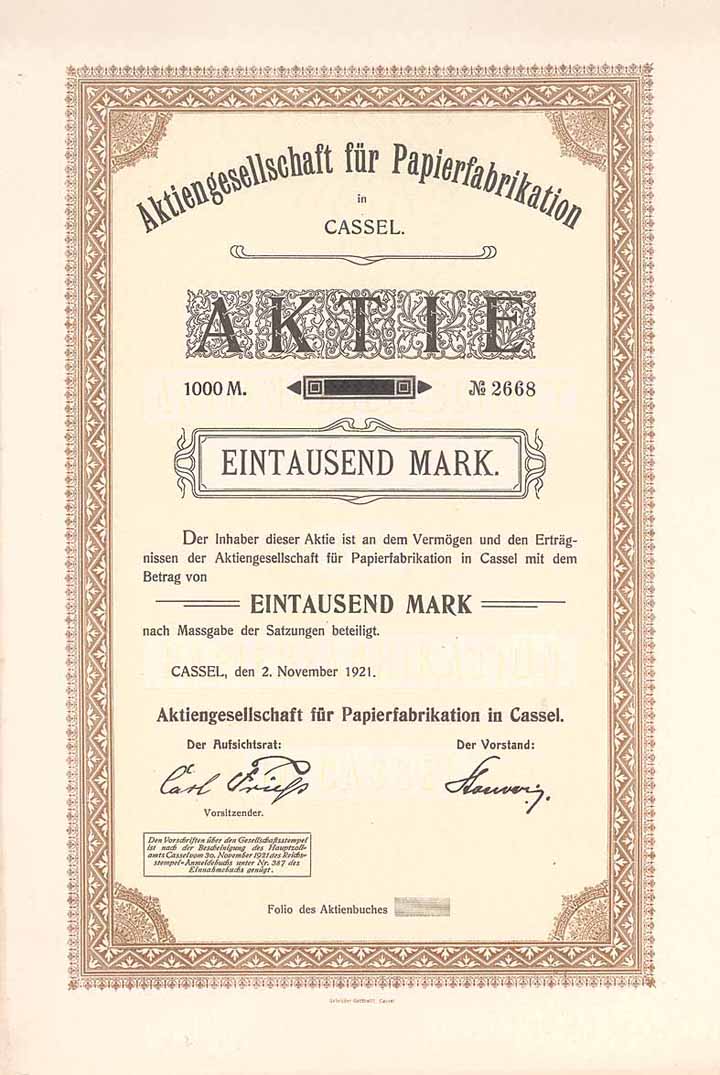 Aktiengesellschaft für Papierfabrikation
in
CASSEL.
AKTIE
1000 M. № 2668
EINTAUSEND MARK.
Der Inhaber dieser Aktie ist an dem Vermögen und den Erträg-
nissen der Aktiengesellschaft für Papierfabrikation in Cassel mit dem
Betrag von
EINTAUSEND MARK
nach Massgabe der Satzungen beteiligt.
CASSEL, den 2. November 1921.
Aktiengesellschaft für Papierfabrikation in Cassel.
Der Aufsichtsrat: Der Vorstand:
Carl
Vorsitzender.
Den Vorschriften über den Gesellschaftsstempel
ist nach der Bescheinigung des Hauptzoll-
amts Cassel vom 30. November 1921 des Reichs-
stempel-Anmeldebuchs unter Nr. 387 des
Einnahmebuchs genügt.
Folio des Aktienbuches
Gebrüder Gotthelft, Cassel